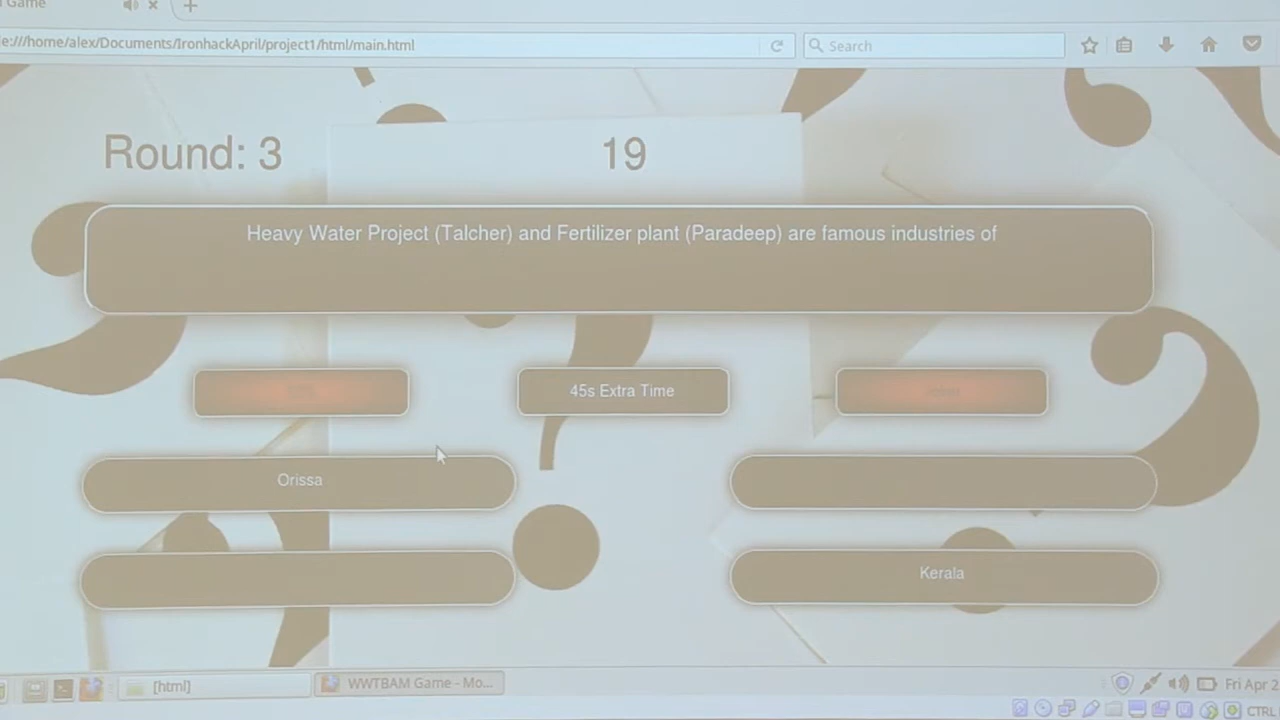 Game
e:///home/alex/Documents/IronhackApril/project1/html/main.html
Search
Round: 3
19
Heavy Water Project (Talcher) and Fertilizer plant (Paradeep) are famous industries of
45s Extra Time
Orissa
Kerala
[html]
WWTBAM Game - Mo...
Fri Apr 2
CTRL